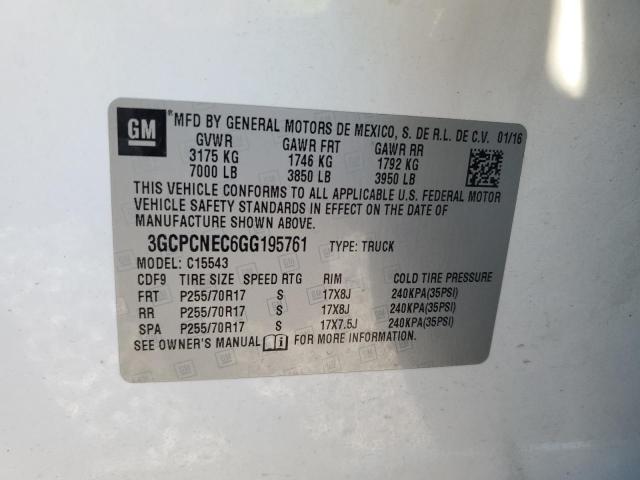 GM ® MFD BY GENERAL MOTORS DE MEXICO, S. DE R.L. DE C.V. 01/16
GVWR GAWR FRT GAWR RR
3175 KG 1746 KG 1792 KG
7000 LB 3850 LB 3950 LB
THIS VEHICLE CONFORMS TO ALL APPLICABLE U.S. FEDERAL MOTOR
VEHICLE SAFETY STANDARDS IN EFFECT ON THE DATE OF
MANUFACTURE SHOWN ABOVE.
3GCPCNEC6GG195761 TYPE: TRUCK
MODEL: C15543
CDF9 TIRE SIZE SPEED RTG RIM COLD TIRE PRESSURE
FRT P255/70R17 S 17X8J 240KPA(35PSI)
RR P255/70R17 S 17X8J 240KPA(35PSI)
SPA P255/70R17 S 17X7.5J 240KPA(35PSI)
SEE OWNER'S MANUAL FOR MORE INFORMATION.